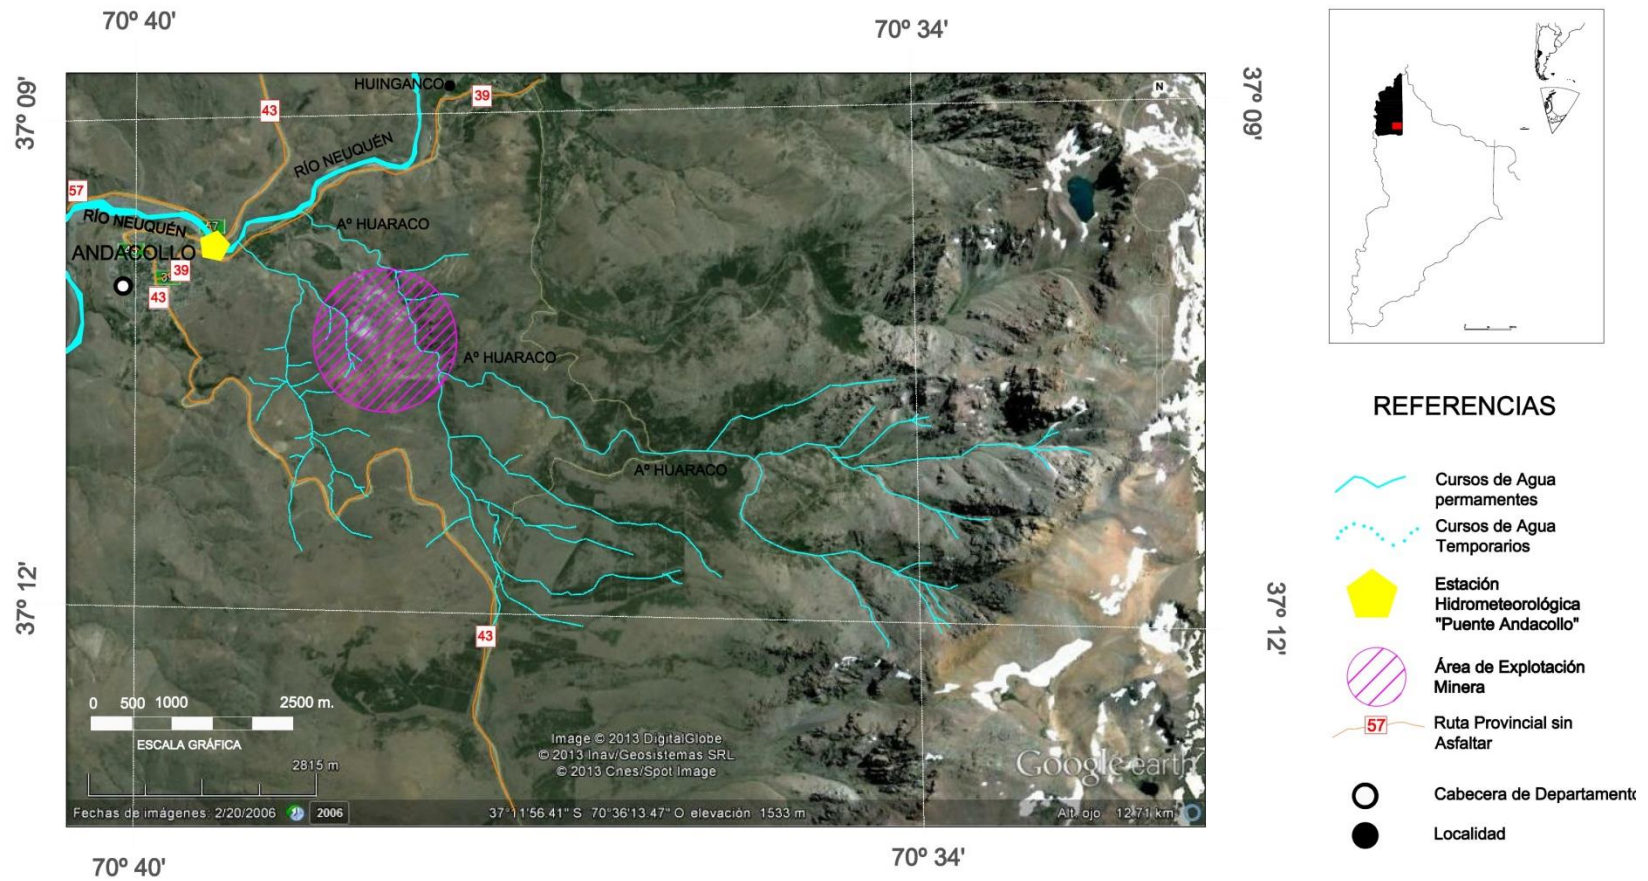 70º 40'
70º 34'
37º 09'
37º 09'
HUINGANCO
39
43
RÍO NEUQUÉN
57
RÍO NEUQUÉN
Aº HUARACO
ANDACOLLO
39
43
Aº HUARACO
Aº HUARACO
37º 12'
37º 12'
43
N
0 500 1000 2500 m.
ESCALA GRÁFICA
2815 m
Image © 2013 DigitalGlobe
© 2013 Inav/Geosistemas SRL
© 2013 Cnes/Spot Image
Google earth
Fechas de imágenes: 2/20/2006 2006 37°11'56.41" S 70°36'13.47" O elevación 1533 m Alt. ojo 12.71 km
70º 40'
70º 34'
REFERENCIAS
Cursos de Agua
permamentes
Cursos de Agua
Temporarios
Estación
Hidrometeorológica
"Puente Andacollo"
Área de Explotación
Minera
57
Ruta Provincial sin
Asfaltar
Cabecera de Departamento
Localidad